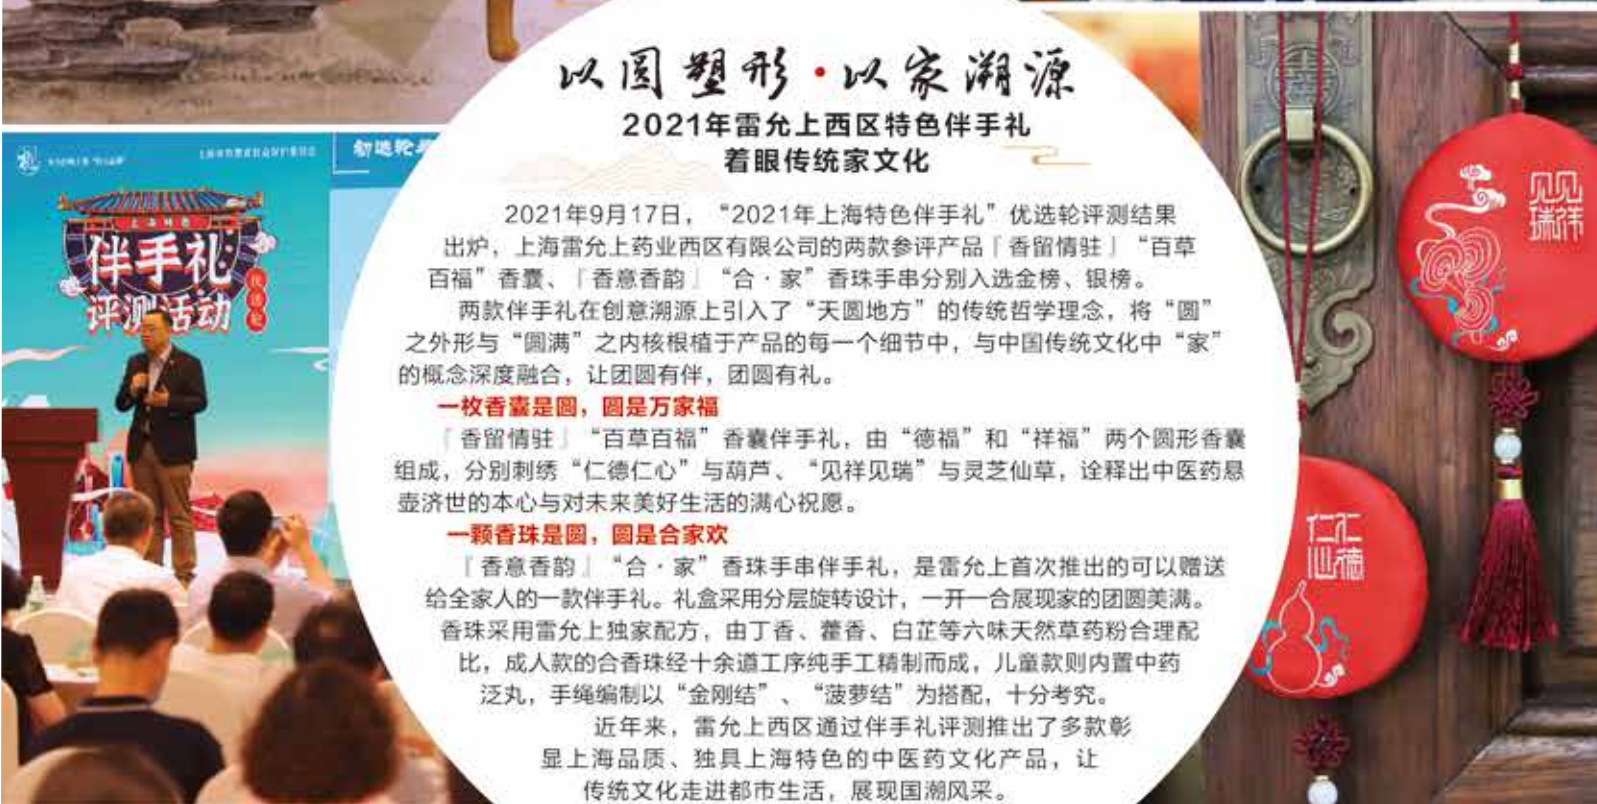 以圆塑形·以家溯源
2021年雷允上西区特色伴手礼
着眼传统家文化
2021年9月17日，“2021年上海特色伴手礼”优选轮评测结果
出炉，上海雷允上药业西区有限公司的两款参评产品『香留情驻』“百草
百福”香囊、『香意香韵』“合·家”香珠手串分别入选金榜、银榜。
两款伴手礼在创意溯源上引入了“天圆地方”的传统哲学理念，将“圆”
之外形与“圆满”之内核根植于产品的每一个细节中，与中国传统文化中“家”
的概念深度融合，让团圆有伴，团圆有礼。
一枚香囊是圆，圆是万家福
『香留情驻』“百草百福”香囊伴手礼，由“德福”和“祥福”两个圆形香囊
组成，分别刺绣“仁德仁心”与葫芦、“见祥见瑞”与灵芝仙草，诠释出中医药悬
壶济世的本心与对未来美好生活的满心祝愿。
一颗香珠是圆，圆是合家欢
『香意香韵』“合·家”香珠手串伴手礼，是雷允上首次推出的可以赠送
给全家人的一款伴手礼。礼盒采用分层旋转设计，一开一合展现家的团圆美满。
香珠采用雷允上独家配方，由丁香、藿香、白芷等六味天然草药粉合理配
比，成人款的合香珠经十余道工序纯手工精制而成，儿童款则内置中药
泛丸，手绳编制以“金刚结”、“菠萝结”为搭配，十分考究。
近年来，雷允上西区通过伴手礼评测推出了多款彰
显上海品质、独具上海特色的中医药文化产品，让
传统文化走进都市生活，展现国潮风采。
初选轮
上海特色
伴手礼
评测活动
优选轮
见见
瑞祥
仁仁
心德